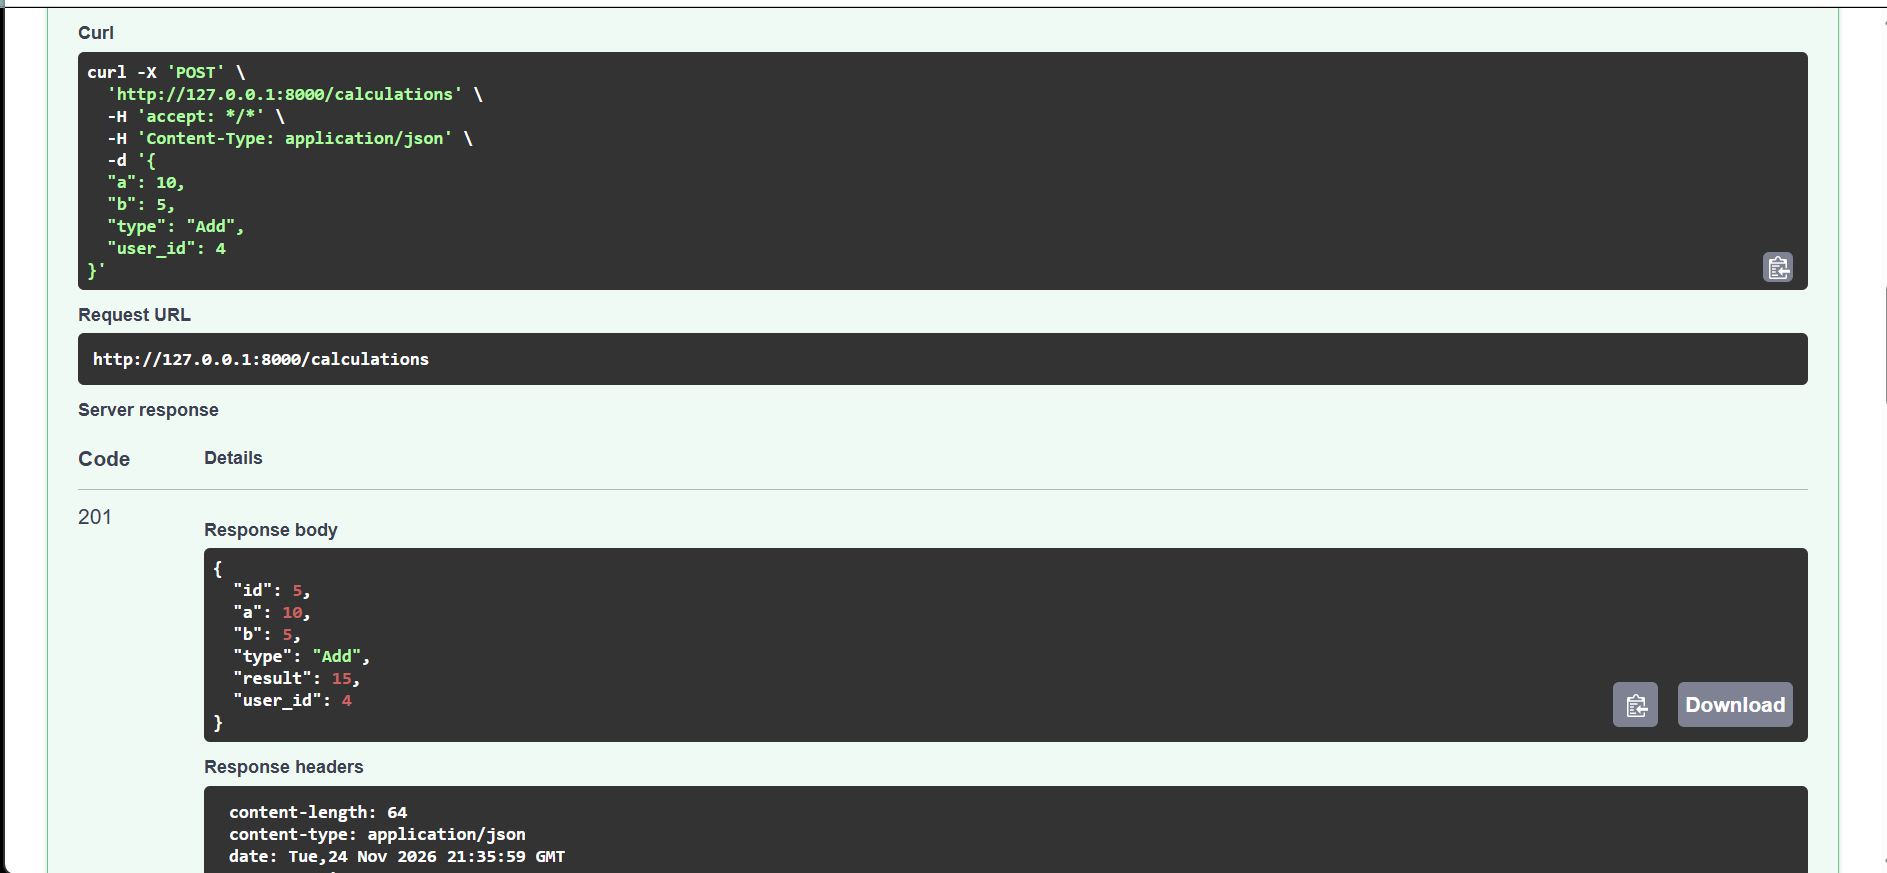 Curl
curl -X 'POST' \
  'http://127.0.0.1:8000/calculations' \
  -H 'accept: */*' \
  -H 'Content-Type: application/json' \
  -d '{
  "a": 10,
  "b": 5,
  "type": "Add",
  "user_id": 4
}'
Request URL
http://127.0.0.1:8000/calculations
Server response
Code Details
201
Response body
{
  "id": 5,
  "a": 10,
  "b": 5,
  "type": "Add",
  "result": 15,
  "user_id": 4
}
Download
Response headers
content-length: 64
content-type: application/json
date: Tue,24 Nov 2026 21:35:59 GMT